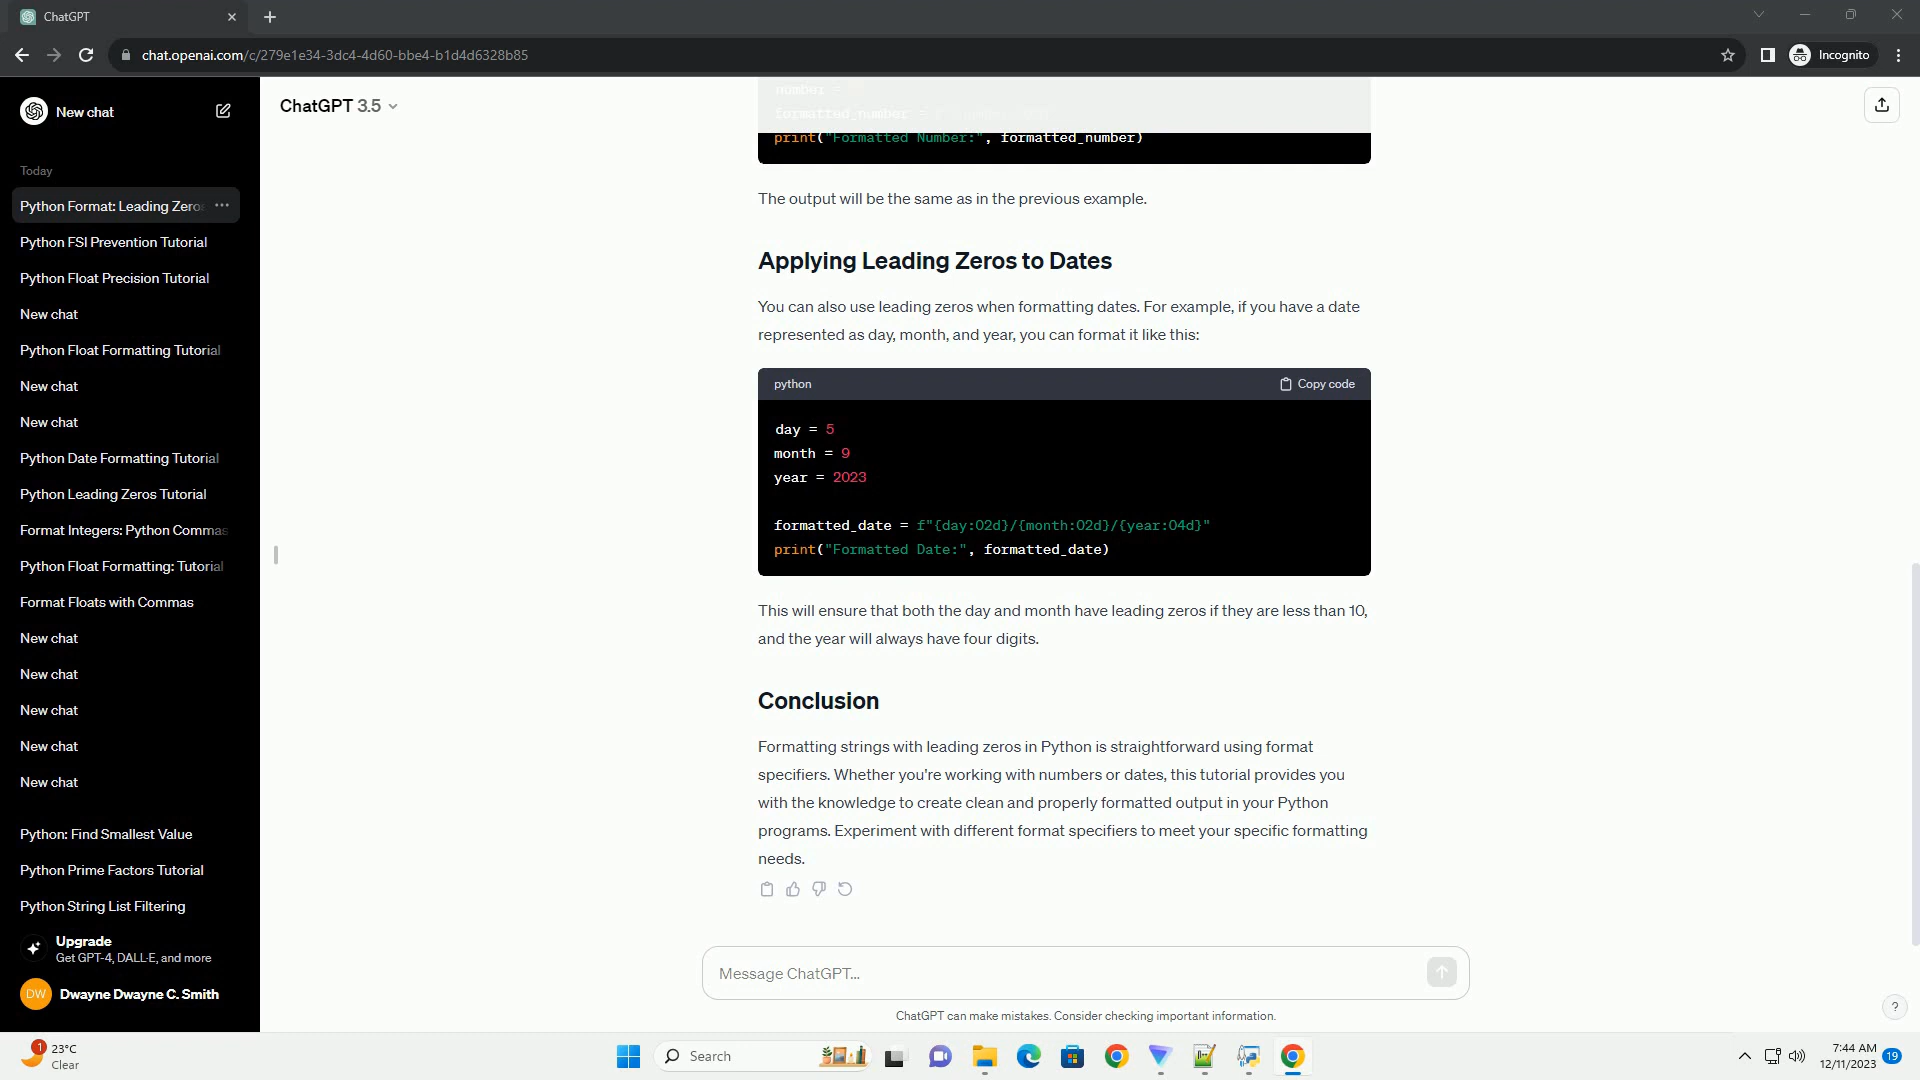 ChatGPT
chat.openai.com/c/279e1e34-3dc4-4d60-bbe4-b1d4d6328b85
Incognito
New chat
Today
Python Format: Leading Zero
Python FSI Prevention Tutorial
Python Float Precision Tutorial
New chat
Python Float Formatting Tutorial
New chat
New chat
Python Date Formatting Tutorial
Python Leading Zeros Tutorial
Format Integers: Python Commas
Python Float Formatting: Tutorial
Format Floats with Commas
New chat
New chat
New chat
New chat
New chat
Python: Find Smallest Value
Python Prime Factors Tutorial
Python String List Filtering
Upgrade
Get GPT-4, DALL·E, and more
DW
Dwayne Dwayne C. Smith
ChatGPT 3.5
number =
formatted_number =
print("Formatted Number:", formatted_number)
The output will be the same as in the previous example.
Applying Leading Zeros to Dates
You can also use leading zeros when formatting dates. For example, if you have a date
represented as day, month, and year, you can format it like this:
python
Copy code
day = 5
month = 9
year = 2023
formatted_date = f"{day:02d}/{month:02d}/{year:04d}"
print("Formatted Date:", formatted_date)
This will ensure that both the day and month have leading zeros if they are less than 10,
and the year will always have four digits.
Conclusion
Formatting strings with leading zeros in Python is straightforward using format
specifiers. Whether you're working with numbers or dates, this tutorial provides you
with the knowledge to create clean and properly formatted output in your Python
programs. Experiment with different format specifiers to meet your specific formatting
needs.
Message ChatGPT...
ChatGPT can make mistakes. Consider checking important information.
?
1
23°C
Clear
Search
7:44 AM
12/11/2023
19